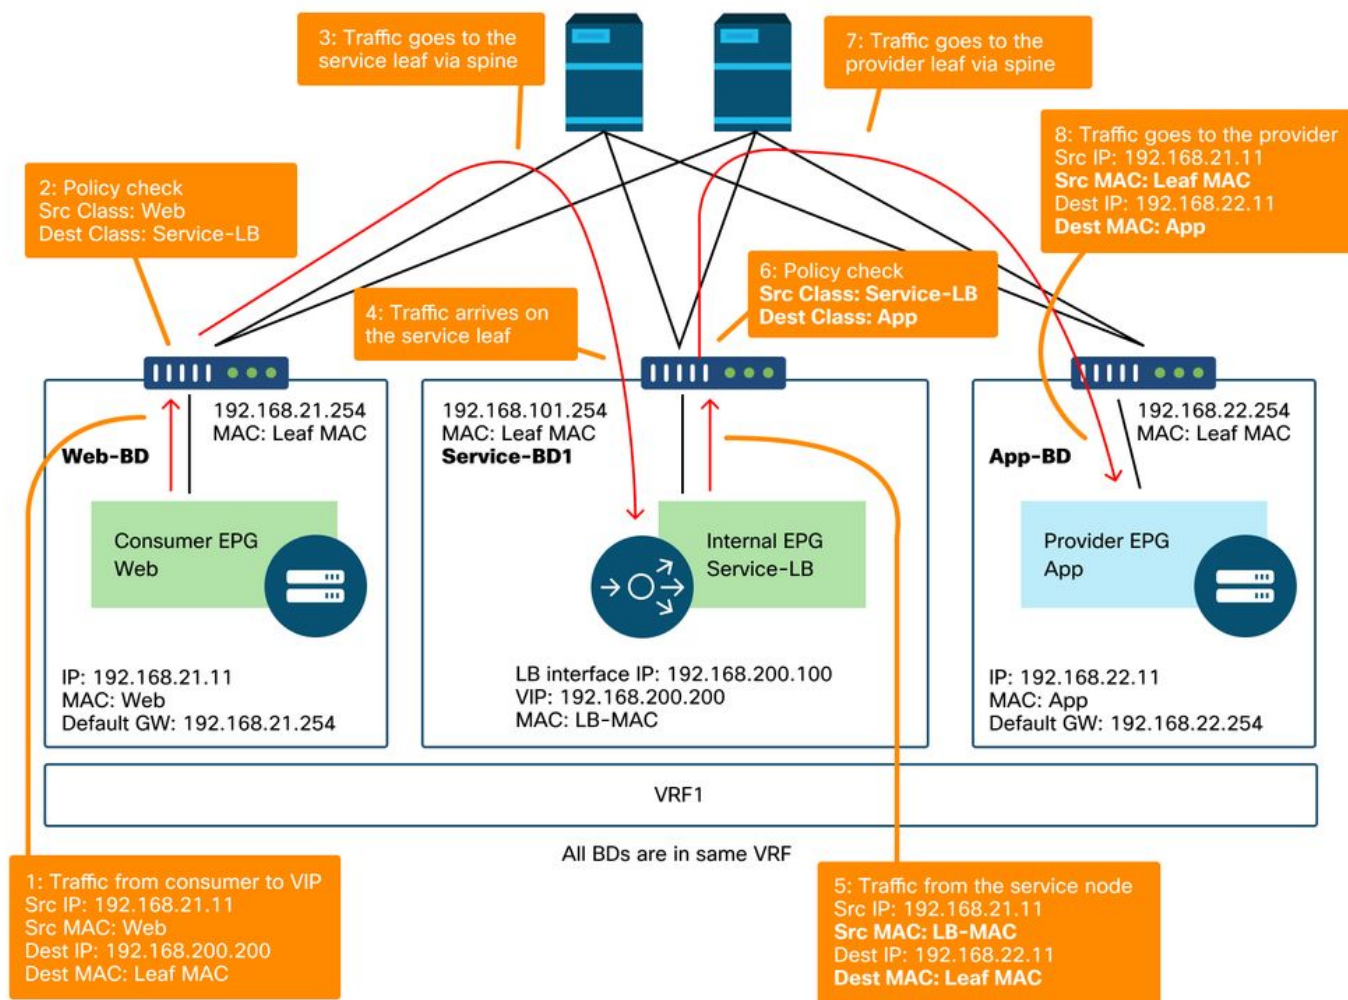 3: Traffic goes to the
service leaf via spine
7: Traffic goes to the
provider leaf via spine
8: Traffic goes to the provider
Src IP: 192.168.21.11
Src MAC: Leaf MAC
Dest IP: 192.168.22.11
Dest MAC: App
2: Policy check
Src Class: Web
Dest Class: Service-LB
6: Policy check
Src Class: Service-LB
Dest Class: App
4: Traffic arrives on
the service leaf
192.168.21.254
MAC: Leaf MAC
Web-BD
192.168.101.254
MAC: Leaf MAC
Service-BD1
192.168.22.254
MAC: Leaf MAC
App-BD
Consumer EPG
Web
Internal EPG
Service-LB
Provider EPG
App
IP: 192.168.21.11
MAC: Web
Default GW: 192.168.21.254
LB interface IP: 192.168.200.100
VIP: 192.168.200.200
MAC: LB-MAC
IP: 192.168.22.11
MAC: App
Default GW: 192.168.22.254
VRF1
All BDs are in same VRF
1: Traffic from consumer to VIP
Src IP: 192.168.21.11
Src MAC: Web
Dest IP: 192.168.200.200
Dest MAC: Leaf MAC
5: Traffic from the service node
Src IP: 192.168.21.11
Src MAC: LB-MAC
Dest IP: 192.168.22.11
Dest MAC: Leaf MAC